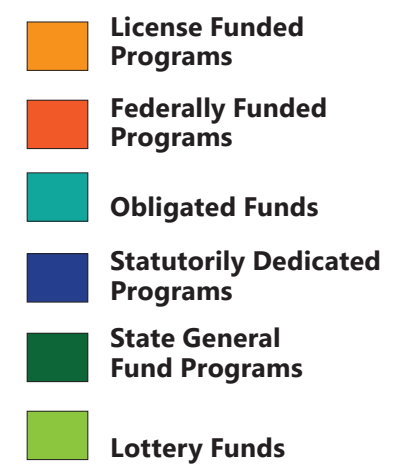 License Funded
Programs
Federally Funded
Programs
Obligated Funds
Statutorily Dedicated
Programs
State General
Fund Programs
Lottery Funds